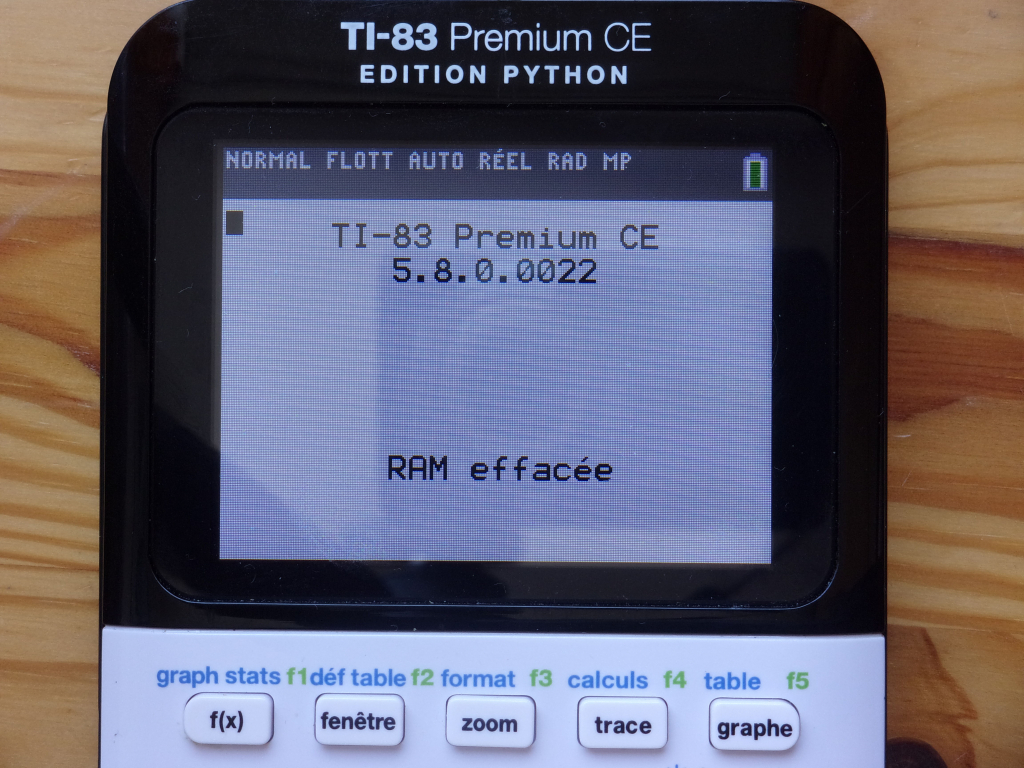 TI-83 Premium CE
EDITION PYTHON
NORMAL FLOTT AUTO RÉEL RAD MP
TI-83 Premium CE
5.8.0.0022
RAM effacée
graph stats f1 déf table f2 format f3 calculs f4 table f5
f(x) fenêtre zoom trace graphe